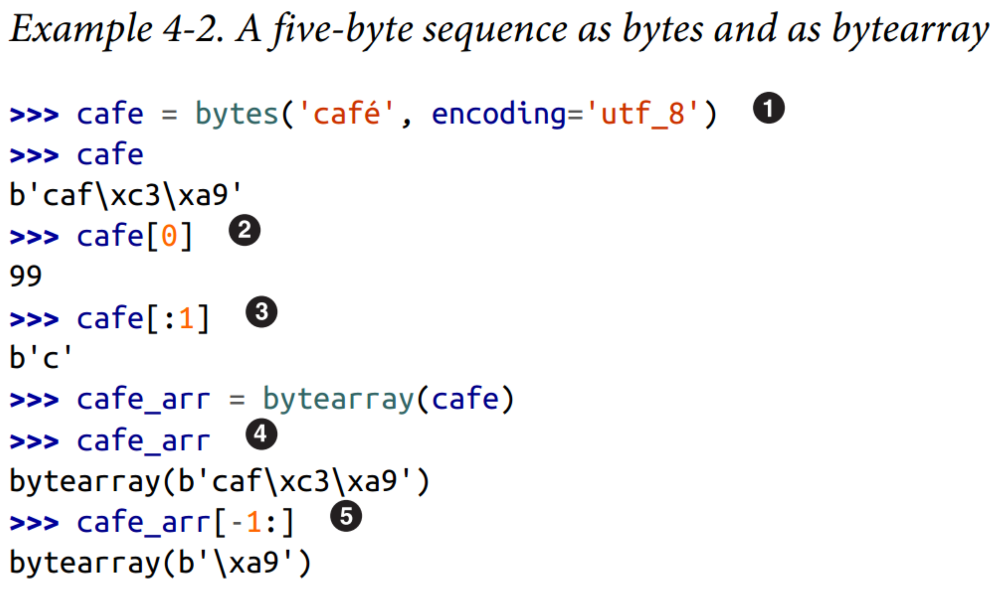 Example 4-2. A five-byte sequence as bytes and as bytearray
>>> cafe = bytes('café', encoding='utf_8') ❶
>>> cafe
b'caf\xc3\xa9'
>>> cafe[0] ❷
99
>>> cafe[:1] ❸
b'c'
>>> cafe_arr = bytearray(cafe)
>>> cafe_arr ❹
bytearray(b'caf\xc3\xa9')
>>> cafe_arr[-1:] ❺
bytearray(b'\xa9')